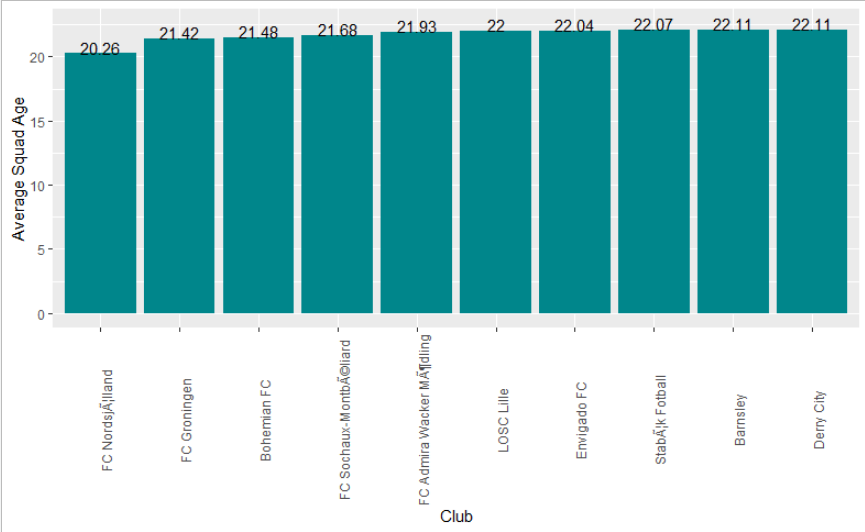 Average Squad Age
20
15
10
5
0
20.26
21.42
21.48
21.68
21.93
22
22.04
22.07
22.11
22.11
FC NordsjÃ¦lland
FC Groningen
Bohemian FC
FC Sochaux-MontbÃ©liard
FC Admira Wacker MÃ¶dling
LOSC Lille
Envigado FC
StabÃ¦k Fotball
Barnsley
Derry City
Club